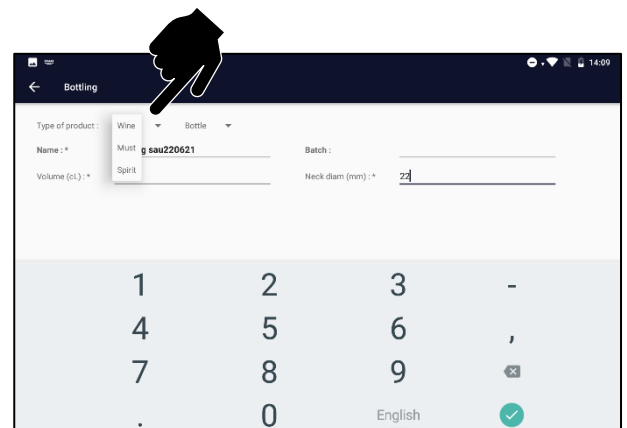 14:09
Bottling
Type of product : Wine Bottle
Name : * Must g sau220621 Batch :
Volume (cl.) : * Spirit Neck diam (mm) : * 22
1 2 3 -
4 5 6 ,
7 8 9
. 0 English